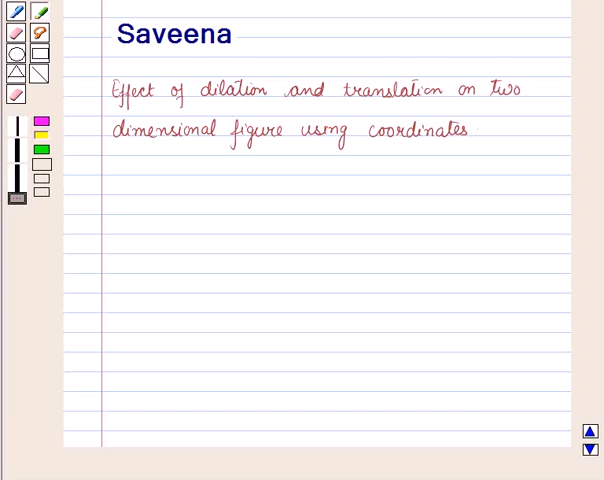 Saveena
Effect of dilation and translation on two
dimensional figure using coordinates.